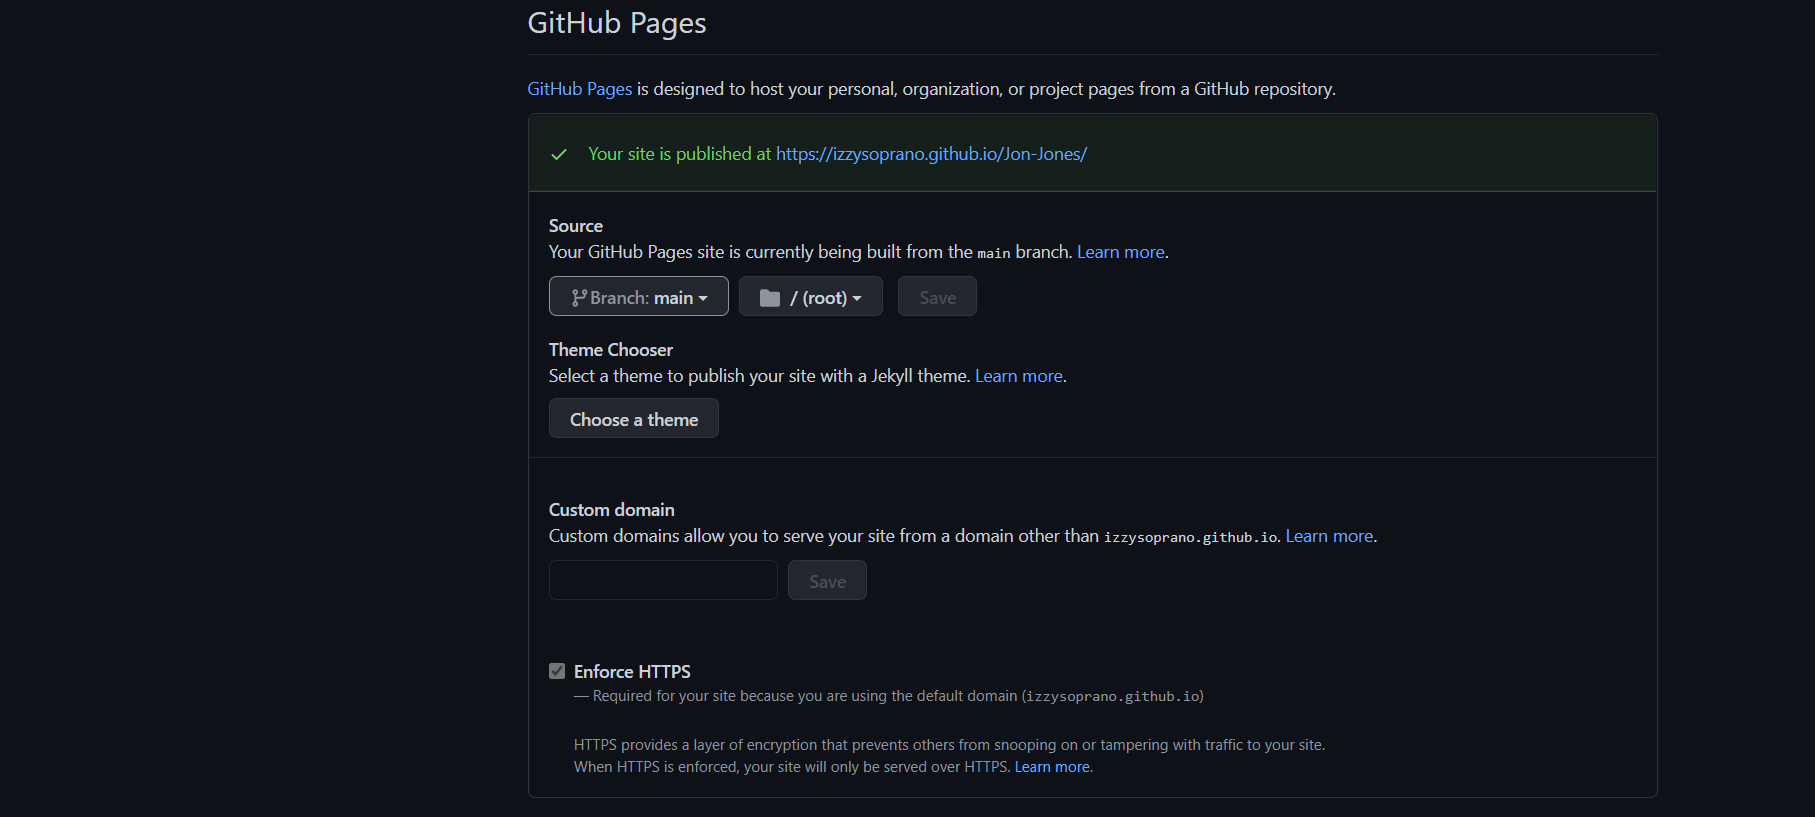 GitHub Pages
GitHub Pages is designed to host your personal, organization, or project pages from a GitHub repository.
Your site is published at https://izzysoprano.github.io/Jon-Jones/
Source
Your GitHub Pages site is currently being built from the main branch. Learn more.
Branch: main / (root) Save
Theme Chooser
Select a theme to publish your site with a Jekyll theme. Learn more.
Choose a theme
Custom domain
Custom domains allow you to serve your site from a domain other than izzysoprano.github.io. Learn more.
Save
Enforce HTTPS
— Required for your site because you are using the default domain (izzysoprano.github.io)
HTTPS provides a layer of encryption that prevents others from snooping on or tampering with traffic to your site.
When HTTPS is enforced, your site will only be served over HTTPS. Learn more.